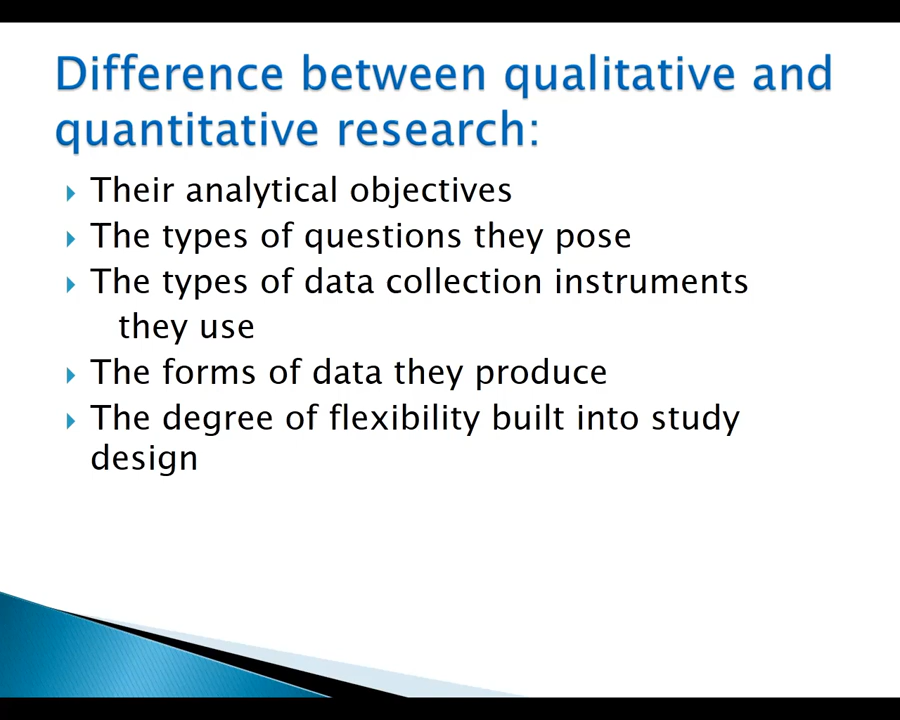 Difference between qualitative and
quantitative research:
Their analytical objectives
The types of questions they pose
The types of data collection instruments
they use
The forms of data they produce
The degree of flexibility built into study
design